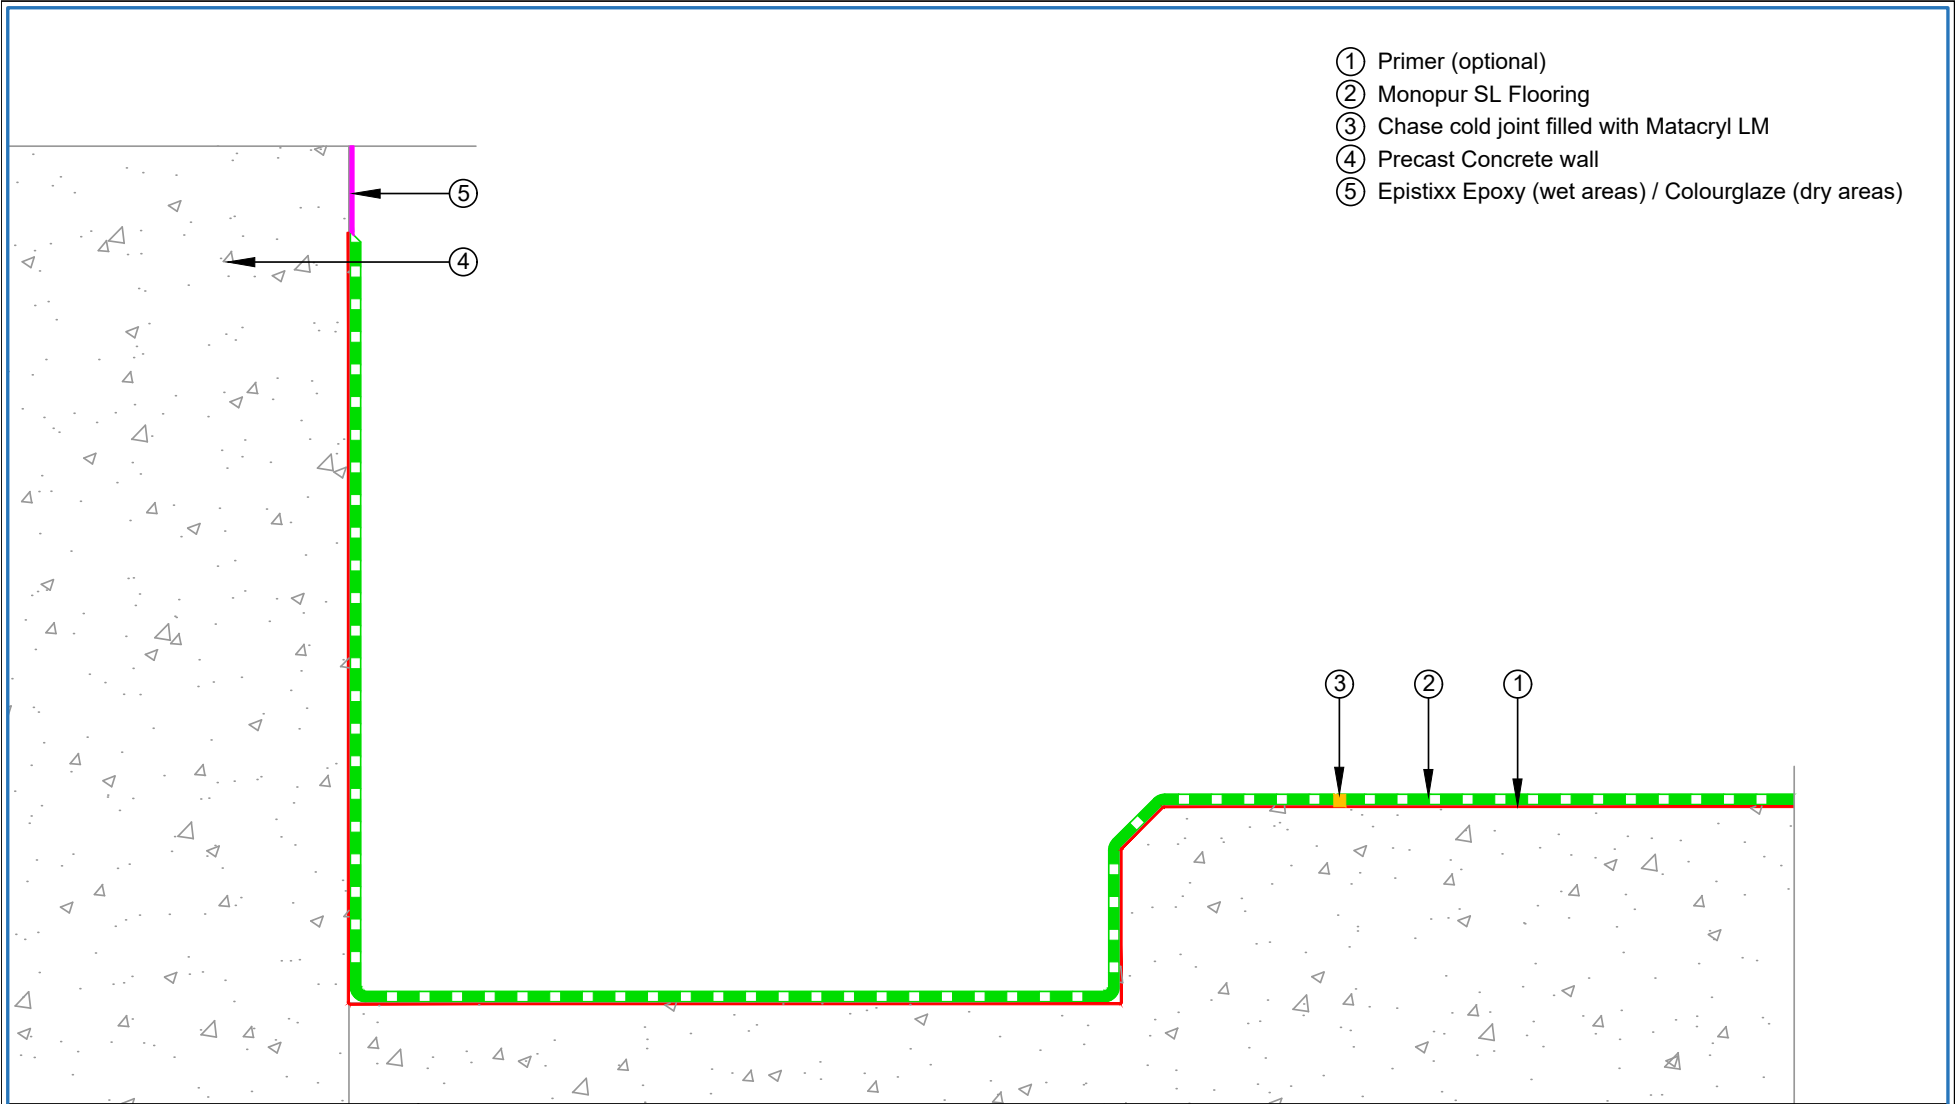 ① Primer (optional)
② Monopur SL Flooring
③ Chase cold joint filled with Matacryl LM
④ Precast Concrete wall
⑤ Epistixx Epoxy (wet areas) / Colourglaze (dry areas)
⑤
④
③ ② ①